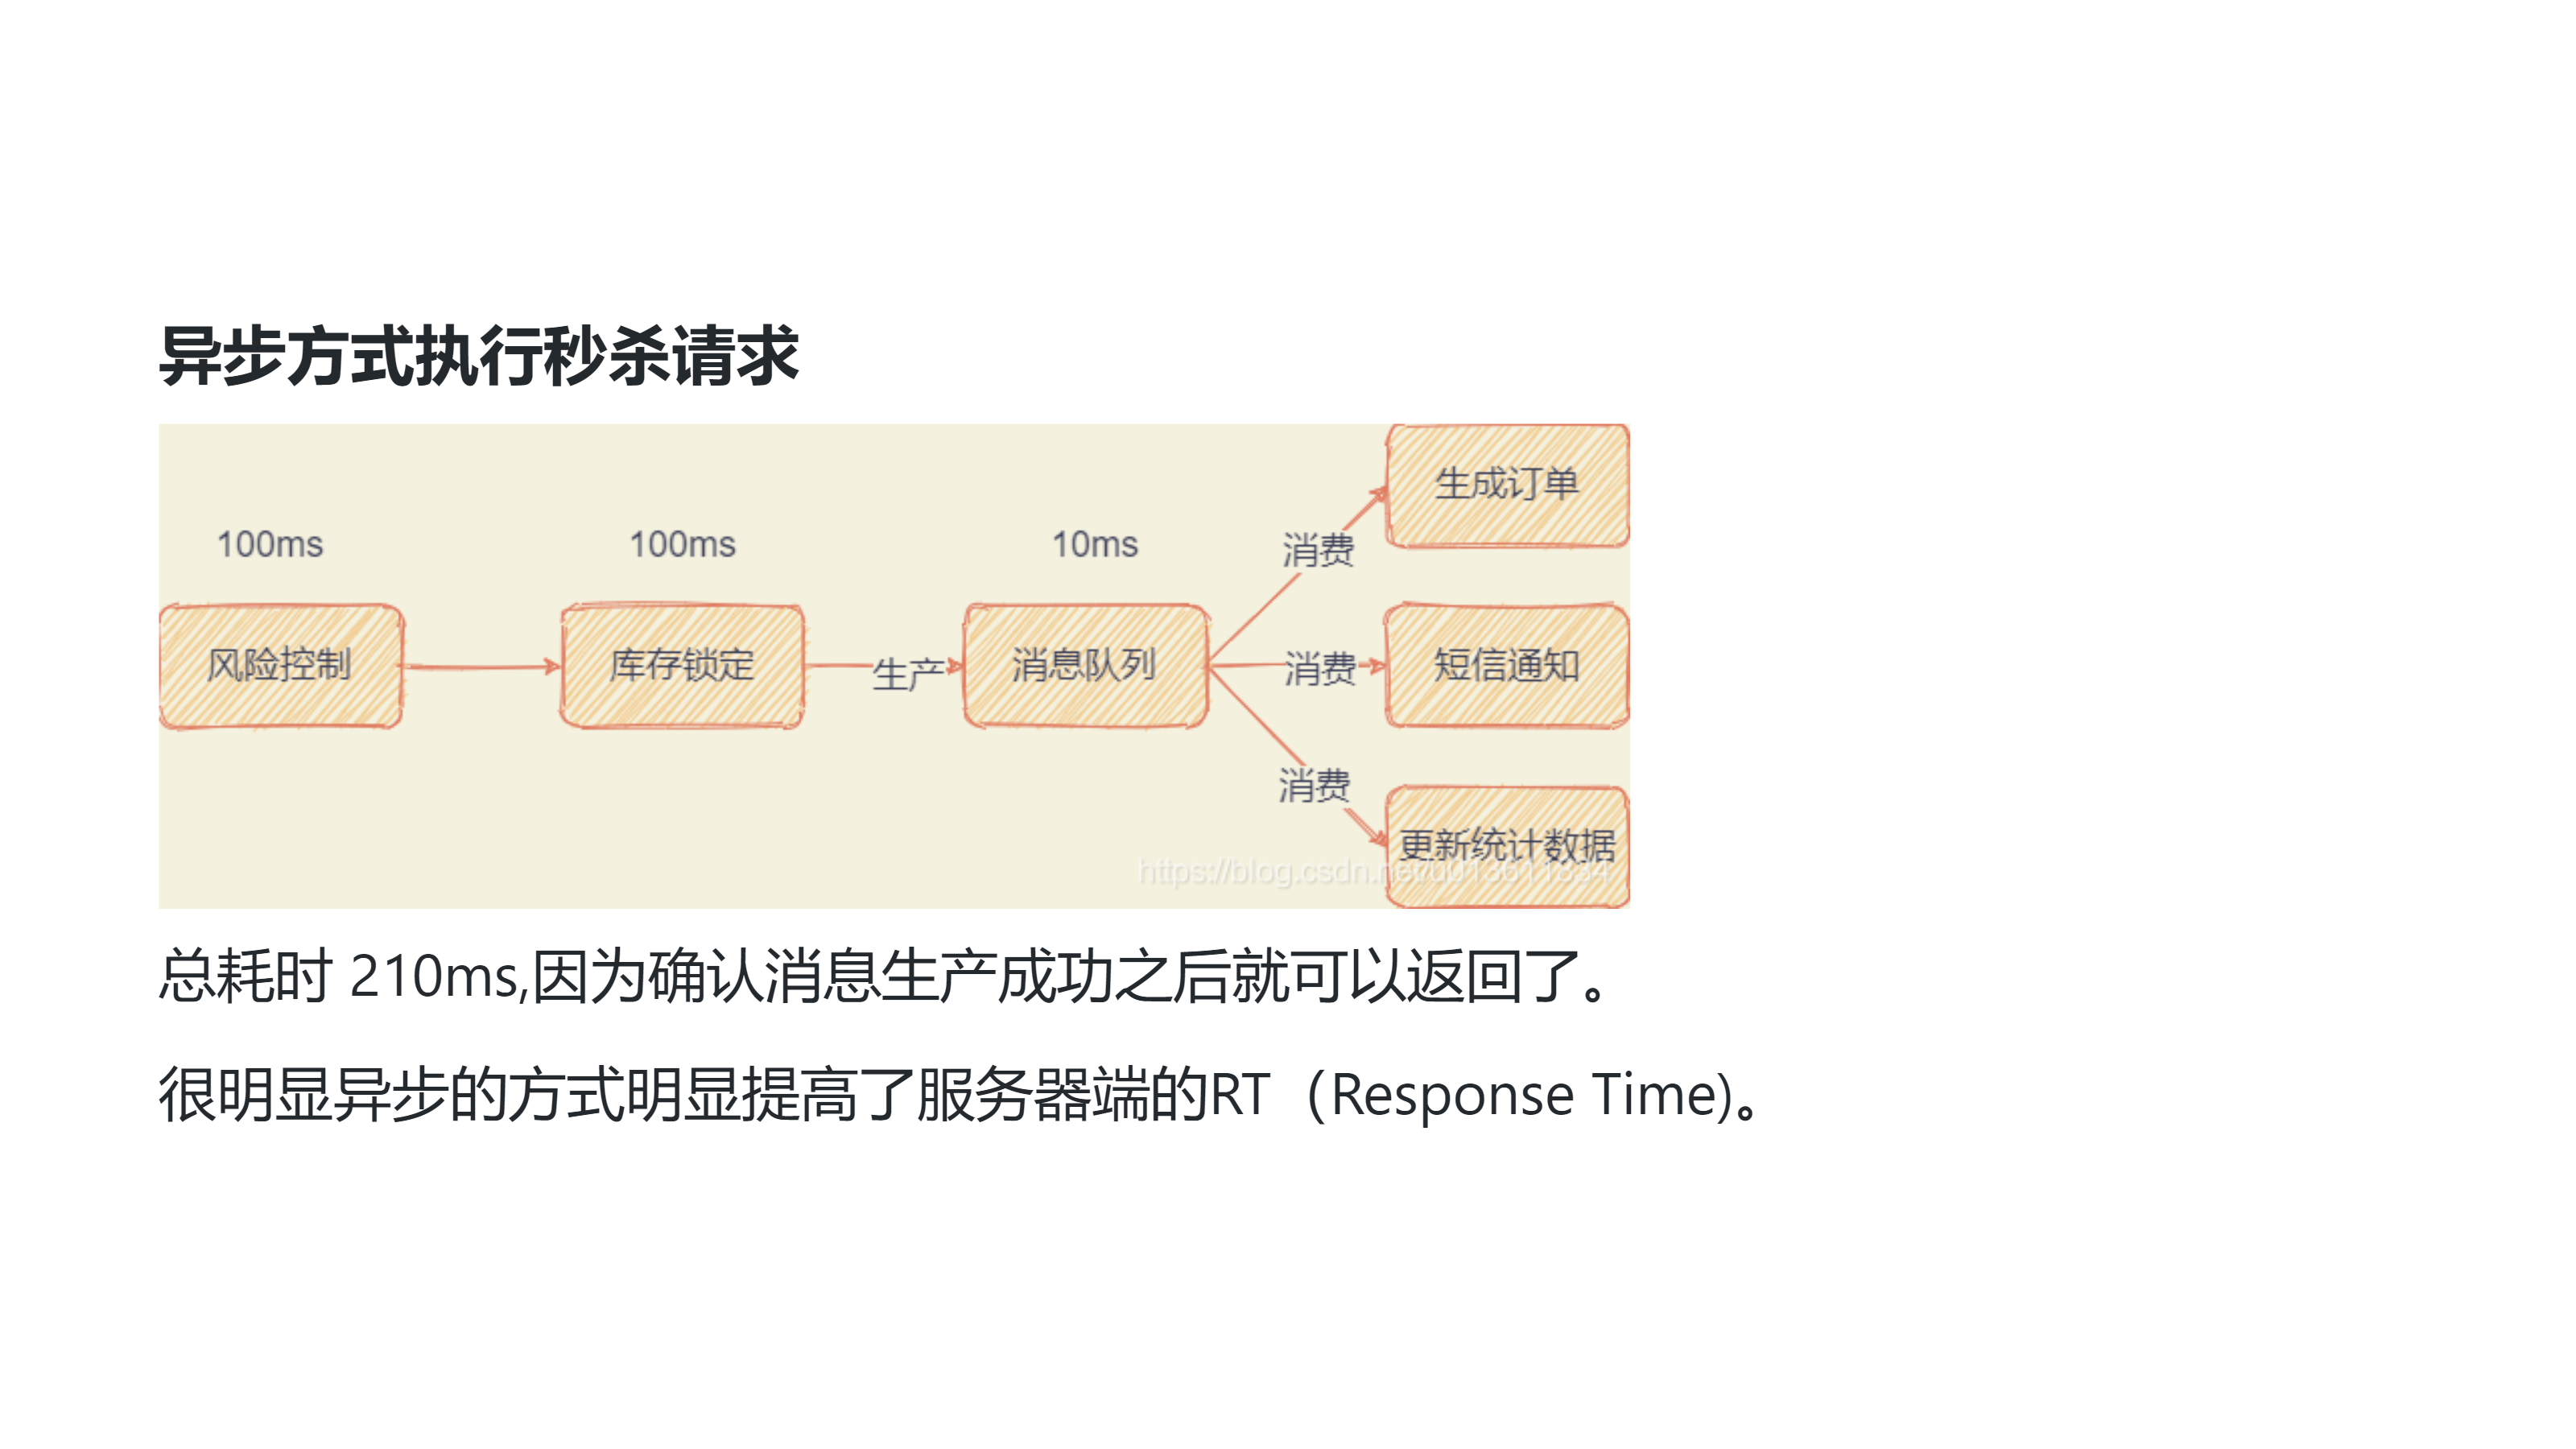 异步方式执行秒杀请求
生成订单
100ms
100ms
10ms
消费
风险控制
库存锁定
生产
消息队列
消费
短信通知
消费
更新统计数据
总耗时 210ms,因为确认消息生产成功之后就可以返回了。
很明显异步的方式明显提高了服务器端的RT（Response Time)。